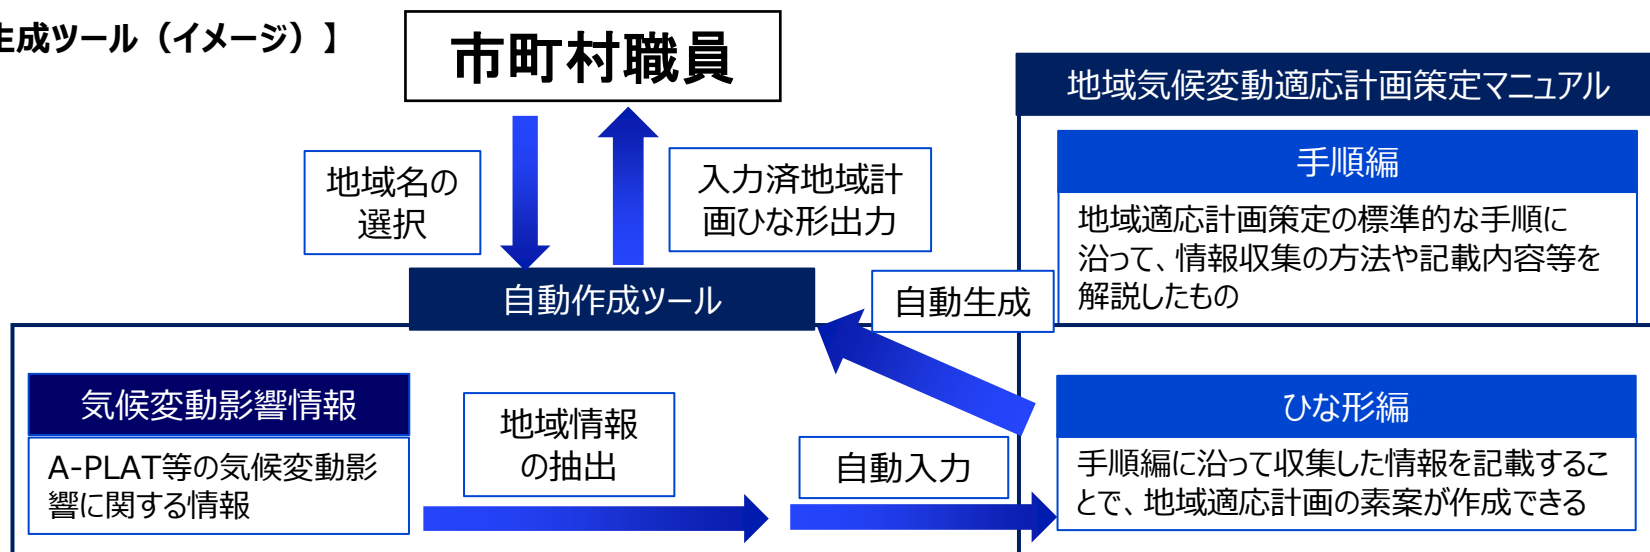 生成ツール（イメージ）】
市町村職員
地域気候変動適応計画策定マニュアル
手順編
地域適応計画策定の標準的な手順に
沿って、情報収集の方法や記載内容等を
解説したもの
地域名の
選択
入力済地域計
画ひな形出力
自動作成ツール
自動生成
気候変動影響情報
A-PLAT等の気候変動影
響に関する情報
地域情報
の抽出
自動入力
ひな形編
手順編に沿って収集した情報を記載するこ
とで、地域適応計画の素案が作成できる